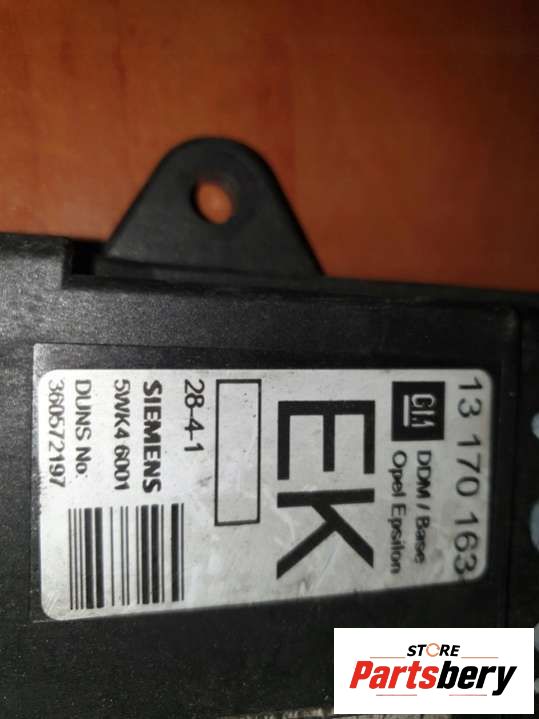 13 170 163
GM
DDM / Base
Opel Epsilon
EK
28-4-1
SIEMENS
5WK4 6001
DUNS No:
360572197
STORE
Partsbery